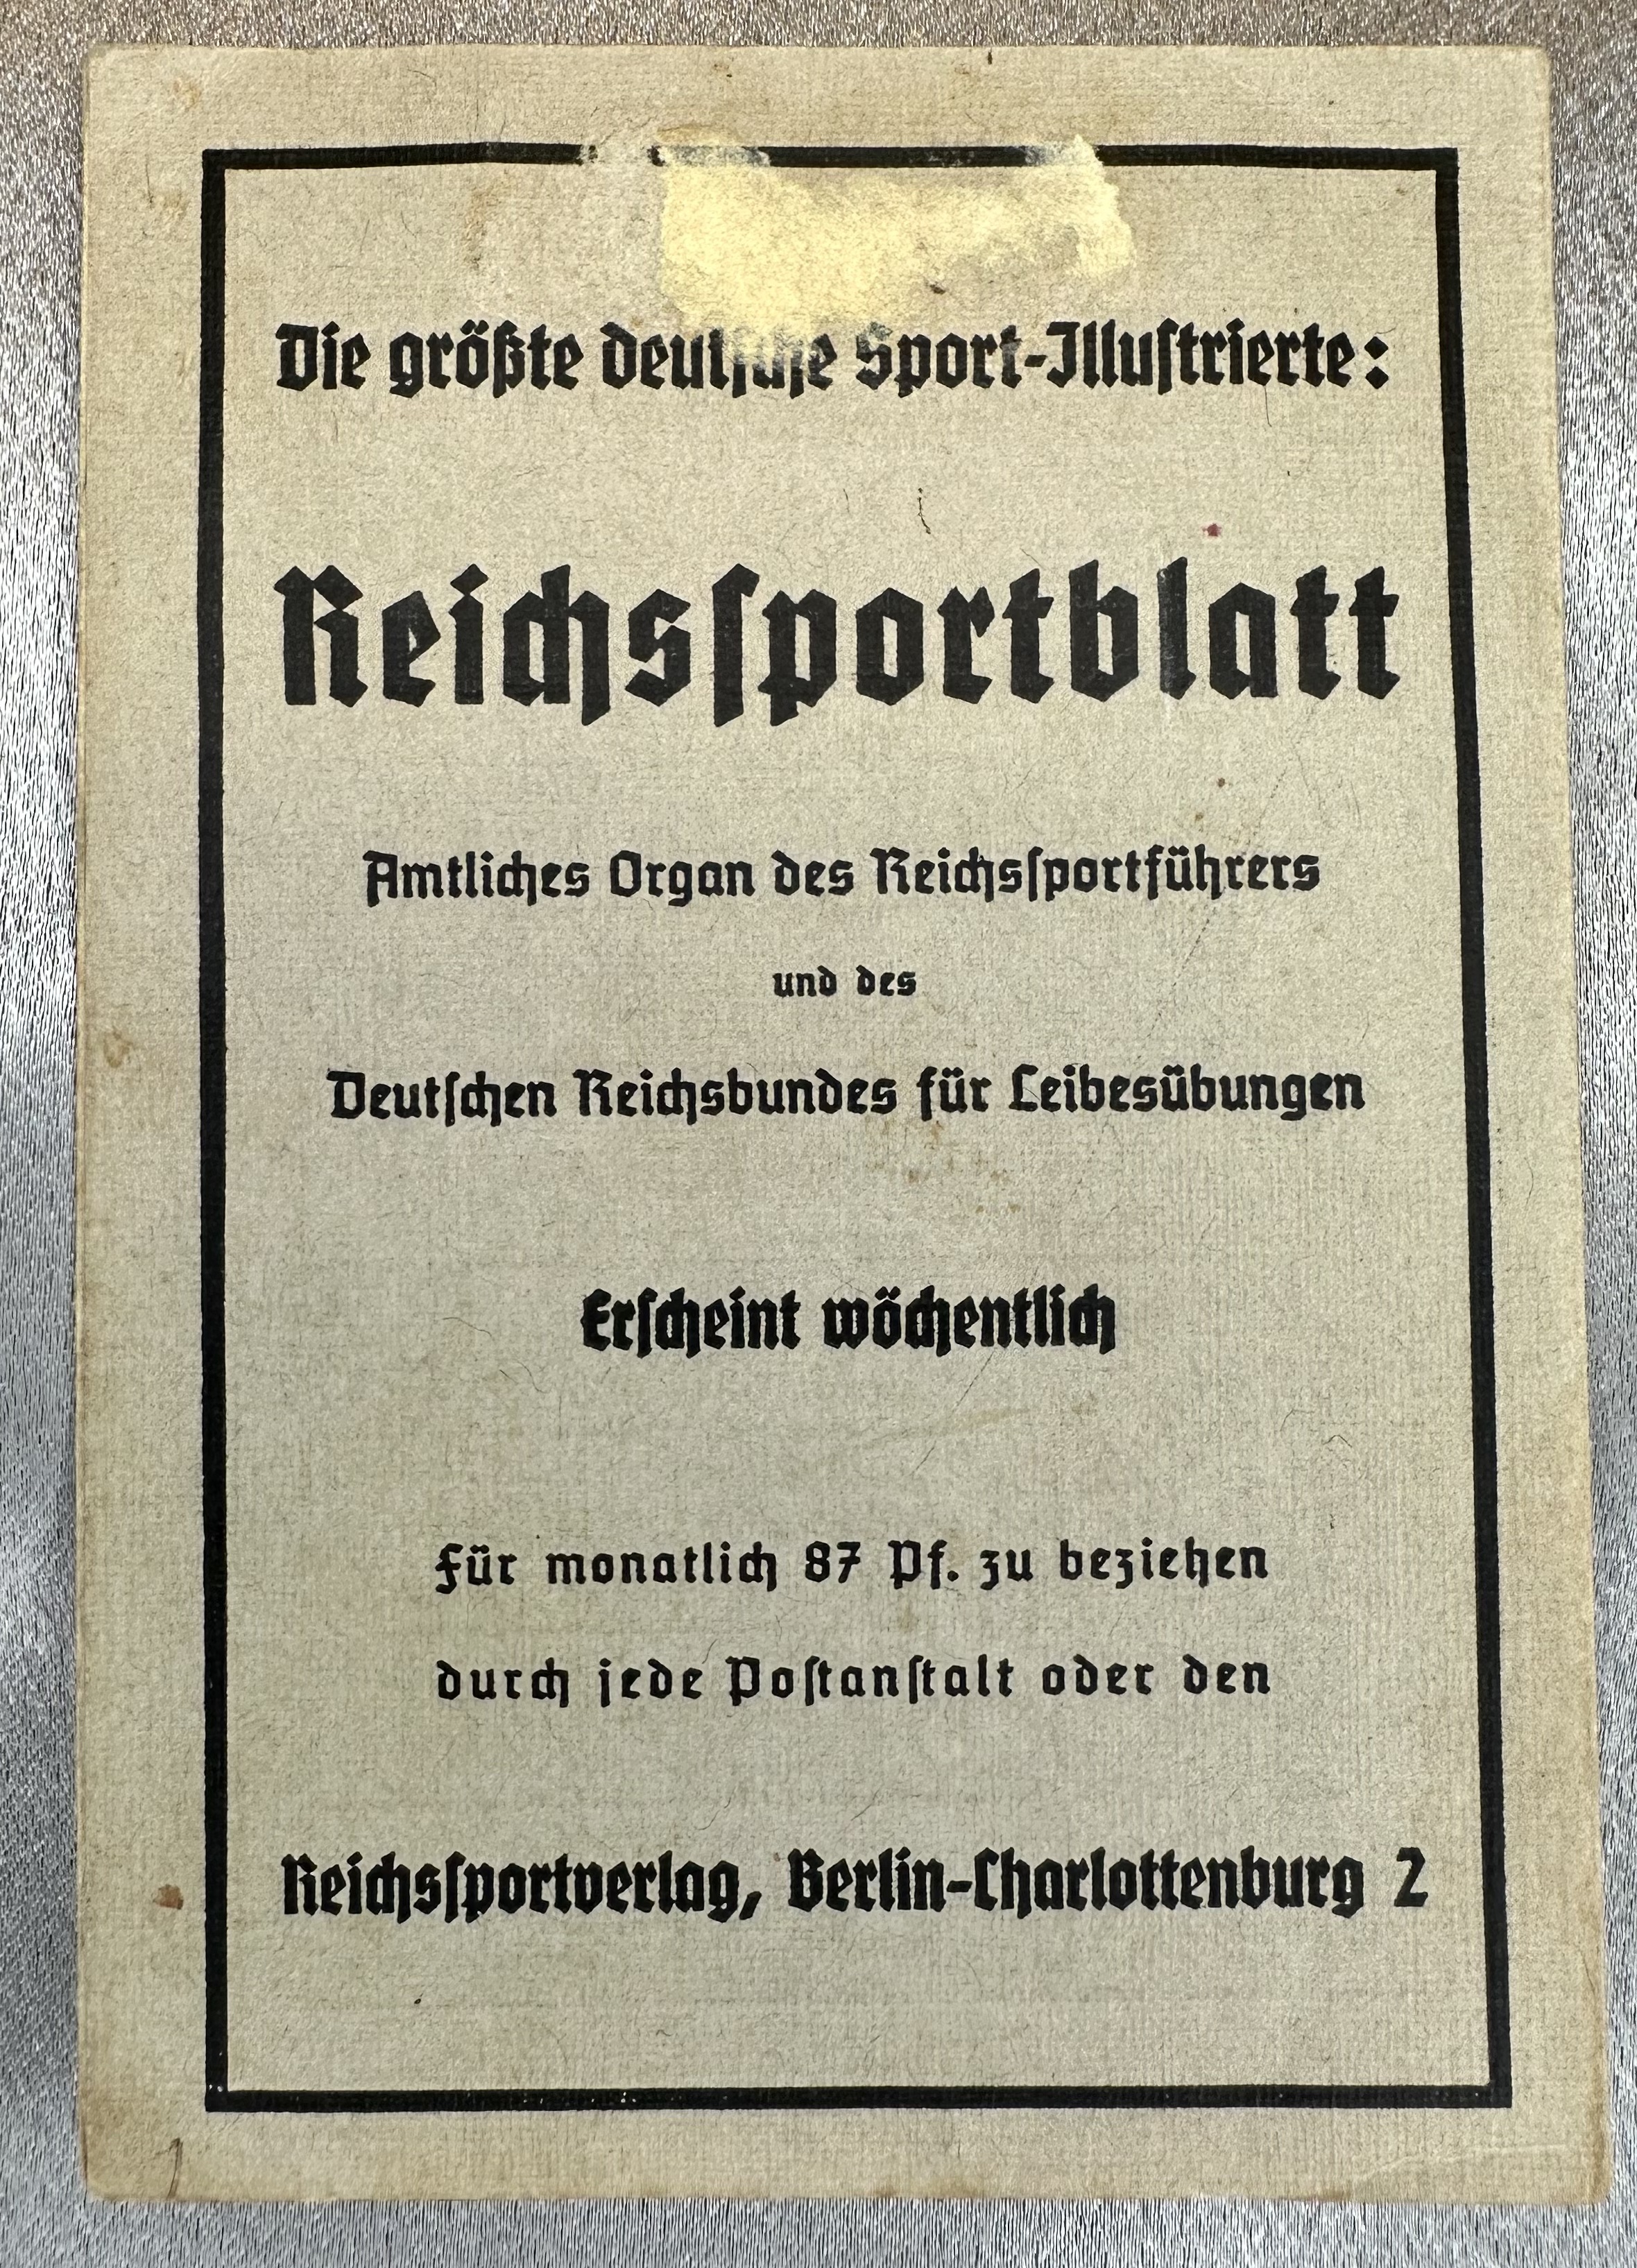 Die größte deutſche Sport-Illuſtrierte:
Reichsſportblatt
Amtliches Organ des Reichsſportführers
und des
Deutſchen Reichsbundes für Leibesübungen
Erſcheint wöchentlich
Für monatlich 87 Pf. zu beziehen
durch jede Poſtanſtalt oder den
Reichsſportverlag, Berlin-Charlottenburg 2